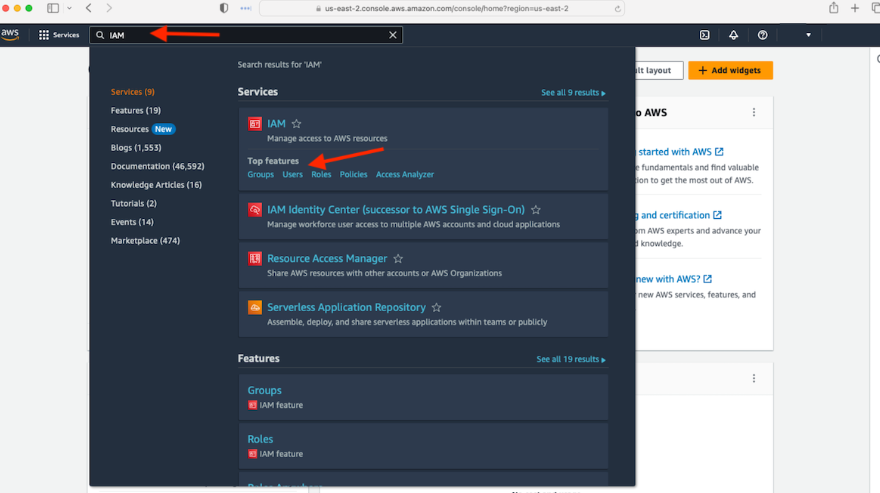 us-east-2.console.aws.amazon.com/console/home?region=us-east-2
aws
Services
IAM
Search results for 'IAM'
Services (9)
Features (19)
Resources New
Blogs (1,553)
Documentation (46,592)
Knowledge Articles (16)
Tutorials (2)
Events (14)
Marketplace (474)
Services
See all 9 results
IAM
Manage access to AWS resources
Top features
Groups Users Roles Policies Access Analyzer
IAM Identity Center (successor to AWS Single Sign-On)
Manage workforce user access to multiple AWS accounts and cloud applications
Resource Access Manager
Share AWS resources with other accounts or AWS Organizations
Serverless Application Repository
Assemble, deploy, and share serverless applications within teams or publicly
Features
See all 19 results
Groups
IAM feature
Roles
IAM feature
layout
+ Add widgets
to AWS
started with AWS
fundamentals and find valuable
to get the most out of AWS.
and certification
AWS experts and advance your
knowledge.
with AWS?
new AWS services, features, and